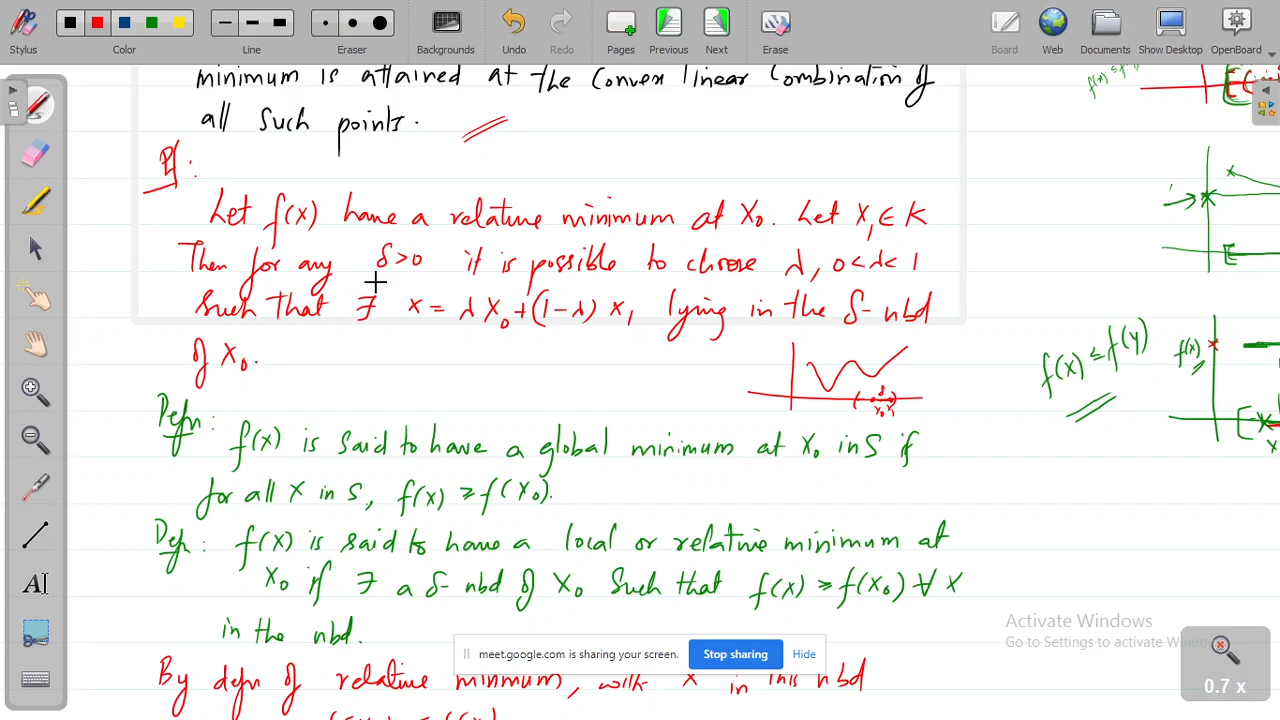 Stylus Color Line Eraser Backgrounds Undo Redo Pages Previous Next Erase Board Web Documents Show Desktop OpenBoard
minimum is attained at the Convex linear Combination of
all Such points.
Pf:
Let f(x) have a relative minimum at X₀. Let X₁ ∈ K
Then for any δ>0 it is possible to choose λ, 0<λ<1
Such that ∃ x = λX₀+(1-λ) X₁ lying in the δ-nbd
of X₀.
δ
x₀ x₁
Defn: f(x) is said to have a global minimum at X₀ in S if
for all X in S, f(x) ≥ f(X₀).
Defn: f(X) is said to have a local or relative minimum at
X₀ if ∃ a δ-nbd of X₀ Such that f(x) ≥ f(X₀) ∀ X
in the nbd.
By defn of relative minimum, with X in this nbd
f(x) ≤ f(y)
f(x)
x
meet.google.com is sharing your screen. Stop sharing Hide
Activate Windows
Go to Settings to activate Windows.
0.7 x